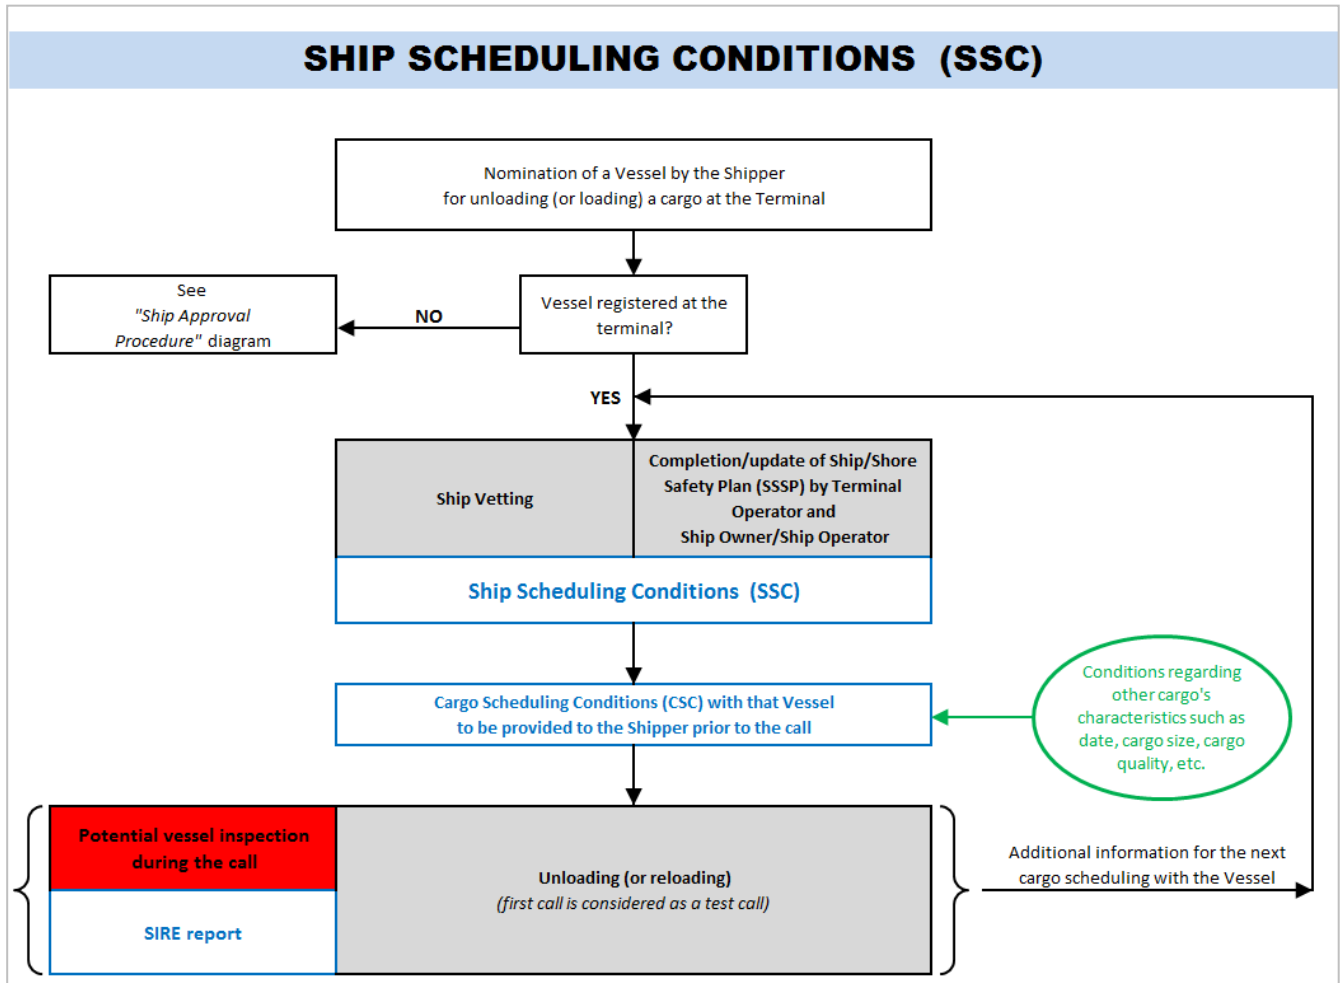 SHIP SCHEDULING CONDITIONS (SSC)
Nomination of a Vessel by the Shipper
for unloading (or loading) a cargo at the Terminal
See
"Ship Approval
Procedure" diagram
NO
Vessel registered at the
terminal?
YES
Ship Vetting
Completion/update of Ship/Shore
Safety Plan (SSSP) by Terminal
Operator and
Ship Owner/Ship Operator
Ship Scheduling Conditions (SSC)
Cargo Scheduling Conditions (CSC) with that Vessel
to be provided to the Shipper prior to the call
Conditions regarding
other cargo's
characteristics such as
date, cargo size, cargo
quality, etc.
Potential vessel inspection
during the call
SIRE report
Unloading (or reloading)
(first call is considered as a test call)
Additional information for the next
cargo scheduling with the Vessel